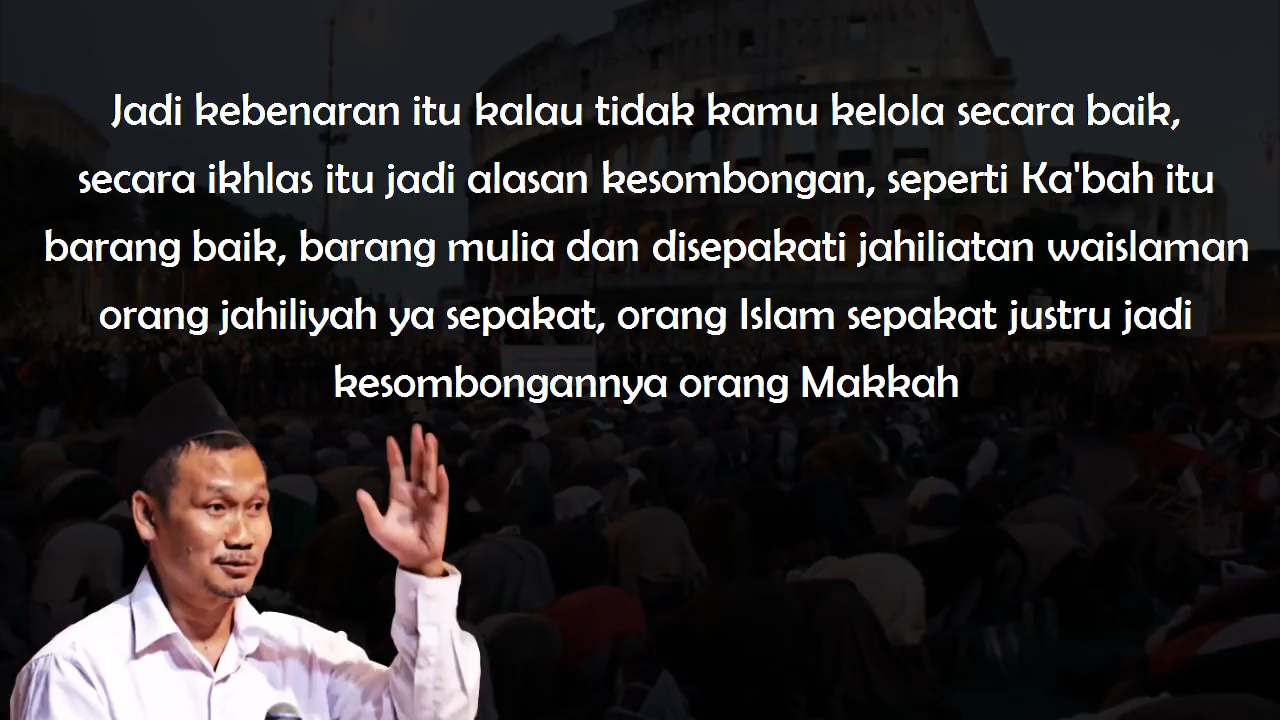 Jadi kebenaran itu kalau tidak kamu kelola secara baik,
secara ikhlas itu jadi alasan kesombongan, seperti Ka'bah itu
barang baik, barang mulia dan disepakati jahiliatan waislaman
orang jahiliyah ya sepakat, orang Islam sepakat justru jadi
kesombongannya orang Makkah